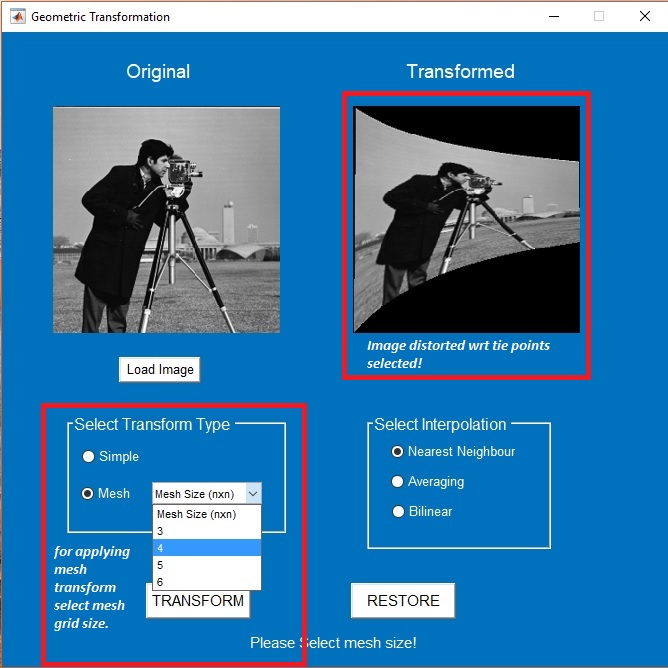 Geometric Transformation
Original
Transformed
Image distorted wrt tie points
selected!
Load Image
Select Transform Type
Simple
Mesh
Mesh Size (nxn)
Mesh Size (nxn)
3
4
5
6
for applying
mesh
transform
select mesh
grid size.
TRANSFORM
Select Interpolation
Nearest Neighbour
Averaging
Bilinear
RESTORE
Please Select mesh size!